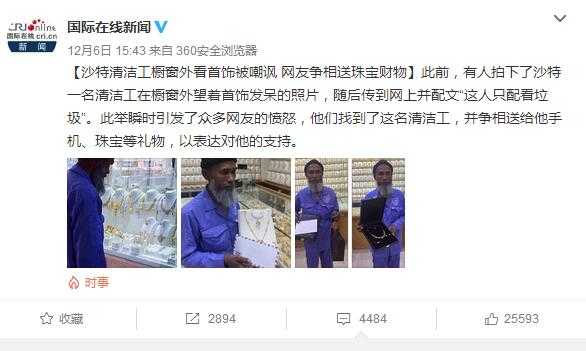 CRIonline
国际在线cri.cn
新闻
国际在线新闻
12月6日 15:43 来自 360安全浏览器
【沙特清洁工橱窗外看首饰被嘲讽 网友争相送珠宝财物】此前，有人拍下了沙特
一名清洁工在橱窗外望着首饰发呆的照片，随后传到网上并配文“这人只配看垃
圾”。此举瞬时引发了众多网友的愤怒，他们找到了这名清洁工，并争相送给他手
机、珠宝等礼物，以表达对他的支持。
时事
收藏
2894
4484
25593